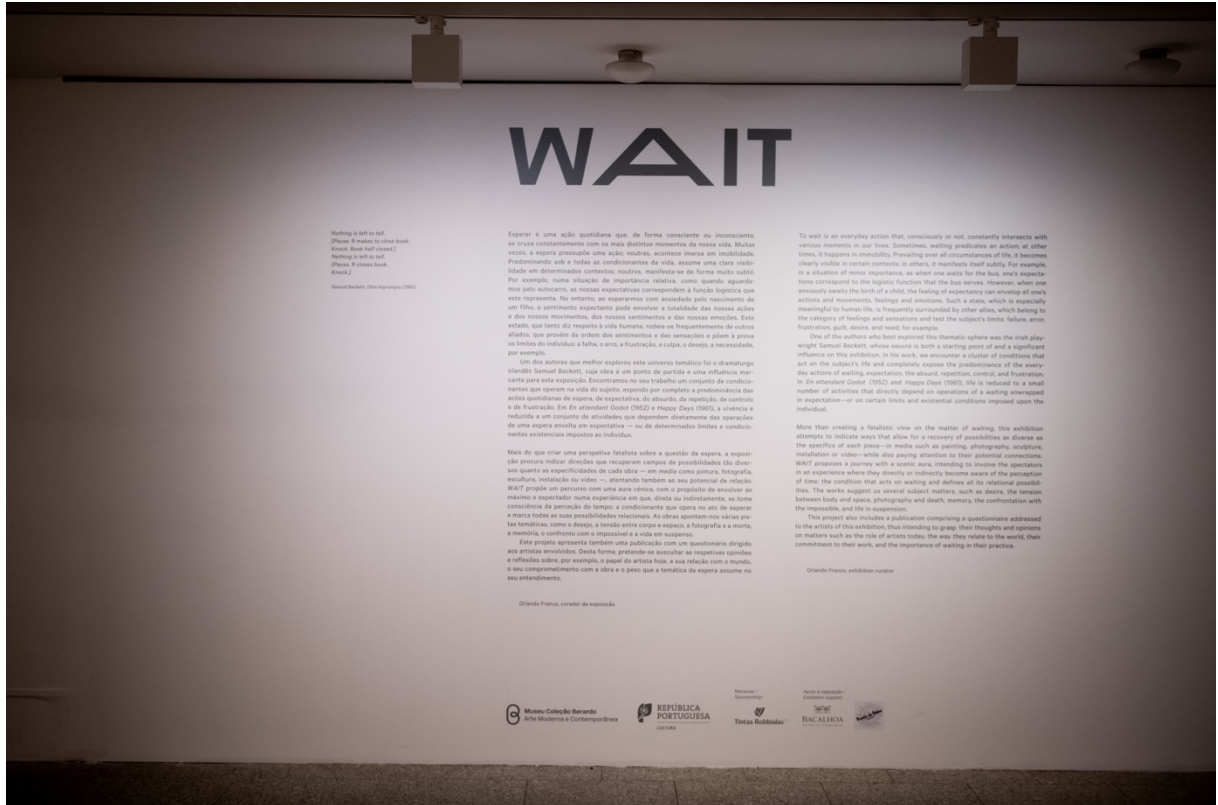 WAIT
Nothing is left to tell.
[Pause. R makes to close book.
Knock. Book half closed.]
Nothing is left to tell.
[Pause. R closes book.
Knock.]
Samuel Beckett, Ohio Impromptu (1980)
Esperar é uma ação quotidiana que, de forma consciente ou inconsciente,
se cruza constantemente com os mais distintos momentos da nossa vida. Muitas
vezes, a espera pressupõe uma ação; noutras, acontece imersa em imobilidade.
Predominando sob e todas as condicionantes da vida, assume uma clara visibi-
lidade em determinados contextos; noutros, manifesta-se de forma muito subtil.
Por exemplo, numa situação de importância relativa, como quando aguarda-
mos pelo autocarro, as nossas expectativas correspondem à função logística que
este representa. No entanto, ao esperarmos com ansiedade pelo nascimento de
um filho, o sentimento expectante pode envolver a totalidade das nossas ações
e dos nossos movimentos, dos nossos sentimentos e das nossas emoções. Este
estado, que tanto diz respeito à vida humana, rodeia-se frequentemente de outros
aliados, que provêm da ordem dos sentimentos e das sensações e põem à prova
os limites do indivíduo: a falha, o erro, a frustração, a culpa, o desejo, a necessidade,
por exemplo.
Um dos autores que melhor explorou este universo temático foi o dramaturgo
irlandês Samuel Beckett, cuja obra é um ponto de partida e uma influência mar-
cante para esta exposição. Encontramos no seu trabalho um conjunto de condicio-
nantes que operam na vida do sujeito, expondo por completo a predominância das
ações quotidianas de espera, de expectativa, do absurdo, da repetição, de controlo
e de frustração. Em En attendant Godot (1952) e Happy Days (1961), a vivência é
reduzida a um conjunto de atividades que dependem diretamente das operações
de uma espera envolta em expectativa — ou de determinados limites e condicio-
nantes existenciais impostos ao indivíduo.
Mais do que criar uma perspetiva fatalista sobre a questão da espera, a exposi-
ção procura indicar direções que recuperem campos de possibilidades tão diver-
sos quanto as especificidades de cada obra — em media como pintura, fotografia,
escultura, instalação ou vídeo —, atentando também ao seu potencial de relação.
WAIT propõe um percurso com uma aura cénica, com o propósito de envolver ao
máximo o espectador numa experiência em que, direta ou indiretamente, se tome
consciência da perceção do tempo: a condicionante que opera no ato de esperar
e marca todas as suas possibilidades relacionais. As obras apontam-nos várias pis-
tas temáticas, como o desejo, a tensão entre corpo e espaço, a fotografia e a morte,
a memória, o confronto com o impossível e a vida em suspenso.
Este projeto apresenta também uma publicação com um questionário dirigido
aos artistas envolvidos. Desta forma, pretende-se auscultar as respetivas opiniões
e reflexões sobre, por exemplo, o papel do artista hoje, a sua relação com o mundo,
o seu comprometimento com a obra e o peso que a temática da espera assume no
seu entendimento.
Orlando Franco, curador da exposição
To wait is an everyday action that, consciously or not, constantly intersects with
various moments in our lives. Sometimes, waiting predicates an action; at other
times, it happens in immobility. Prevailing over all circumstances of life, it becomes
clearly visible in certain contexts; in others, it manifests itself subtly. For example,
in a situation of minor importance, as when one waits for the bus, one's expecta-
tions correspond to the logistic function that the bus serves. However, when one
anxiously awaits the birth of a child, the feeling of expectancy can envelop all one's
actions and movements, feelings and emotions. Such a state, which is especially
meaningful to human life, is frequently surrounded by other allies, which belong to
the category of feelings and sensations and test the subject's limits: failure, error,
frustration, guilt, desire, and need, for example.
One of the authors who best explored this thematic sphere was the Irish play-
wright Samuel Beckett, whose oeuvre is both a starting point of and a significant
influence on this exhibition. In his work, we encounter a cluster of conditions that
act on the subject's life and completely expose the predominance of the every-
day actions of waiting, expectation, the absurd, repetition, control, and frustration.
In En attendant Godot (1952) and Happy Days (1961), life is reduced to a small
number of activities that directly depend on operations of a waiting enwrapped
in expectation—or on certain limits and existential conditions imposed upon the
individual.
More than creating a fatalistic view on the matter of waiting, this exhibition
attempts to indicate ways that allow for a recovery of possibilities as diverse as
the specifics of each piece—in media such as painting, photography, sculpture,
installation or video—while also paying attention to their potential connections.
WAIT proposes a journey with a scenic aura, intending to involve the spectators
in an experience where they directly or indirectly become aware of the perception
of time: the condition that acts on waiting and defines all its relational possibil-
ities. The works suggest us several subject matters, such as desire, the tension
between body and space, photography and death, memory, the confrontation with
the impossible, and life in suspension.
This project also includes a publication comprising a questionnaire addressed
to the artists of this exhibition, thus intending to grasp their thoughts and opinions
on matters such as the role of artists today, the way they relate to the world, their
commitment to their work, and the importance of waiting in their practice.
Orlando Franco, exhibition curator
Museu Coleção Berardo
Arte Moderna e Contemporânea
REPÚBLICA
PORTUGUESA
CULTURA
Mecenas /
Sponsorship:
Tintas Robbialac
Apoio à exposição /
Exhibition support:
BACALHOA